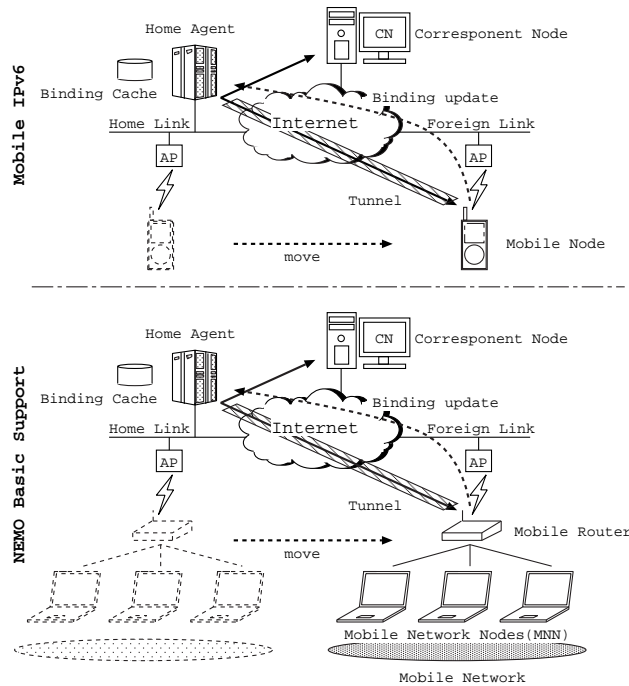 Mobile IPv6
Home Agent
CN
Corresponent Node
Binding Cache
Binding update
Internet
Home Link
Foreign Link
AP
AP
Tunnel
Mobile Node
move
NEMO Basic Support
Home Agent
CN
Corresponent Node
Binding Cache
Binding update
Internet
Home Link
Foreign Link
AP
AP
Tunnel
Mobile Router
move
Mobile Network Nodes(MNN)
Mobile Network